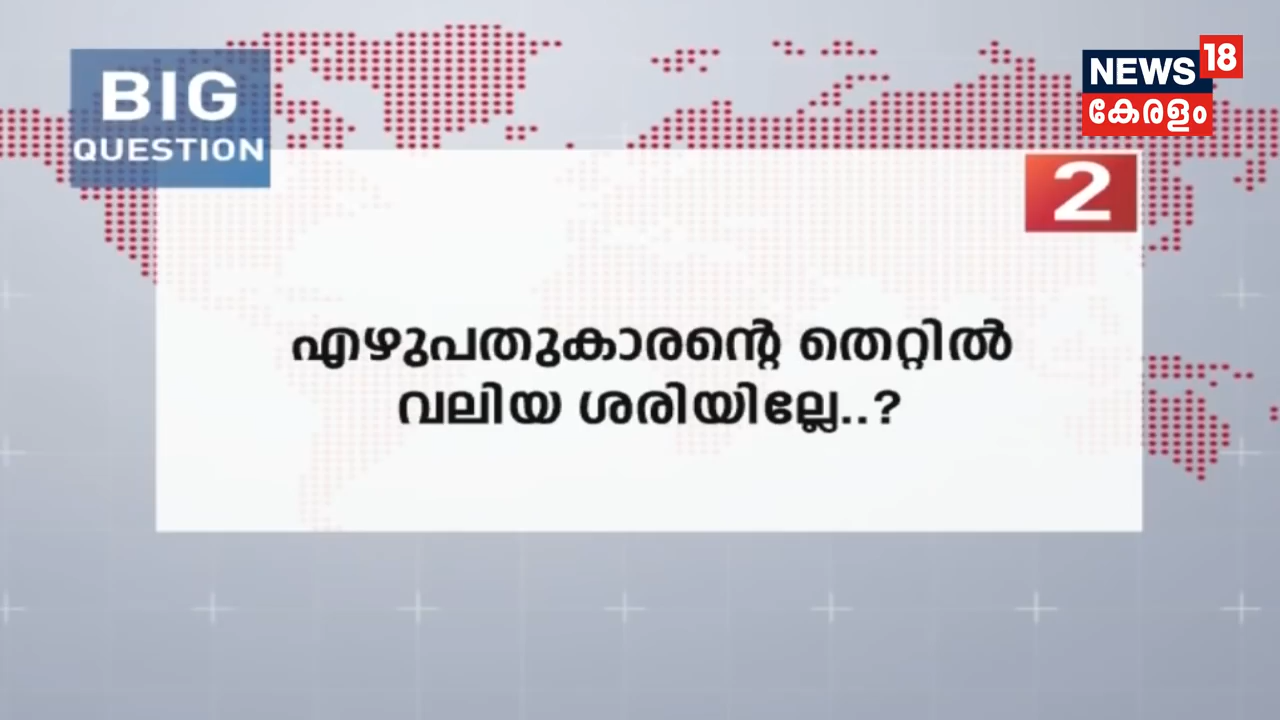 BIG
QUESTION
NEWS 18
കേരളം
2
എഴുപതുകാരന്റെ തെറ്റിൽ
വലിയ ശരിയില്ലേ..?